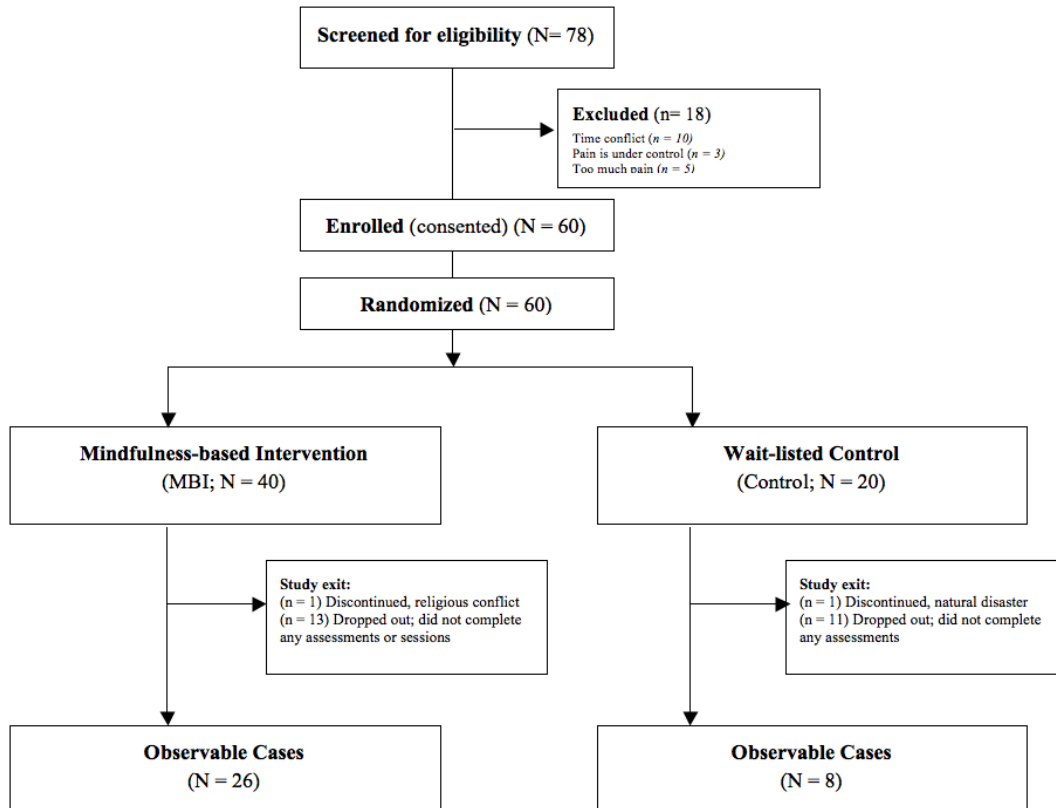 Screened for eligibility (N= 78)
Excluded (n= 18)
Time conflict (n = 10)
Pain is under control (n = 3)
Too much pain (n = 5)
Enrolled (consented) (N = 60)
Randomized (N = 60)
Mindfulness-based Intervention
(MBI; N = 40)
Wait-listed Control
(Control; N = 20)
Study exit:
(n = 1) Discontinued, religious conflict
(n = 13) Dropped out; did not complete
any assessments or sessions
Study exit:
(n = 1) Discontinued, natural disaster
(n = 11) Dropped out; did not complete
any assessments
Observable Cases
(N = 26)
Observable Cases
(N = 8)